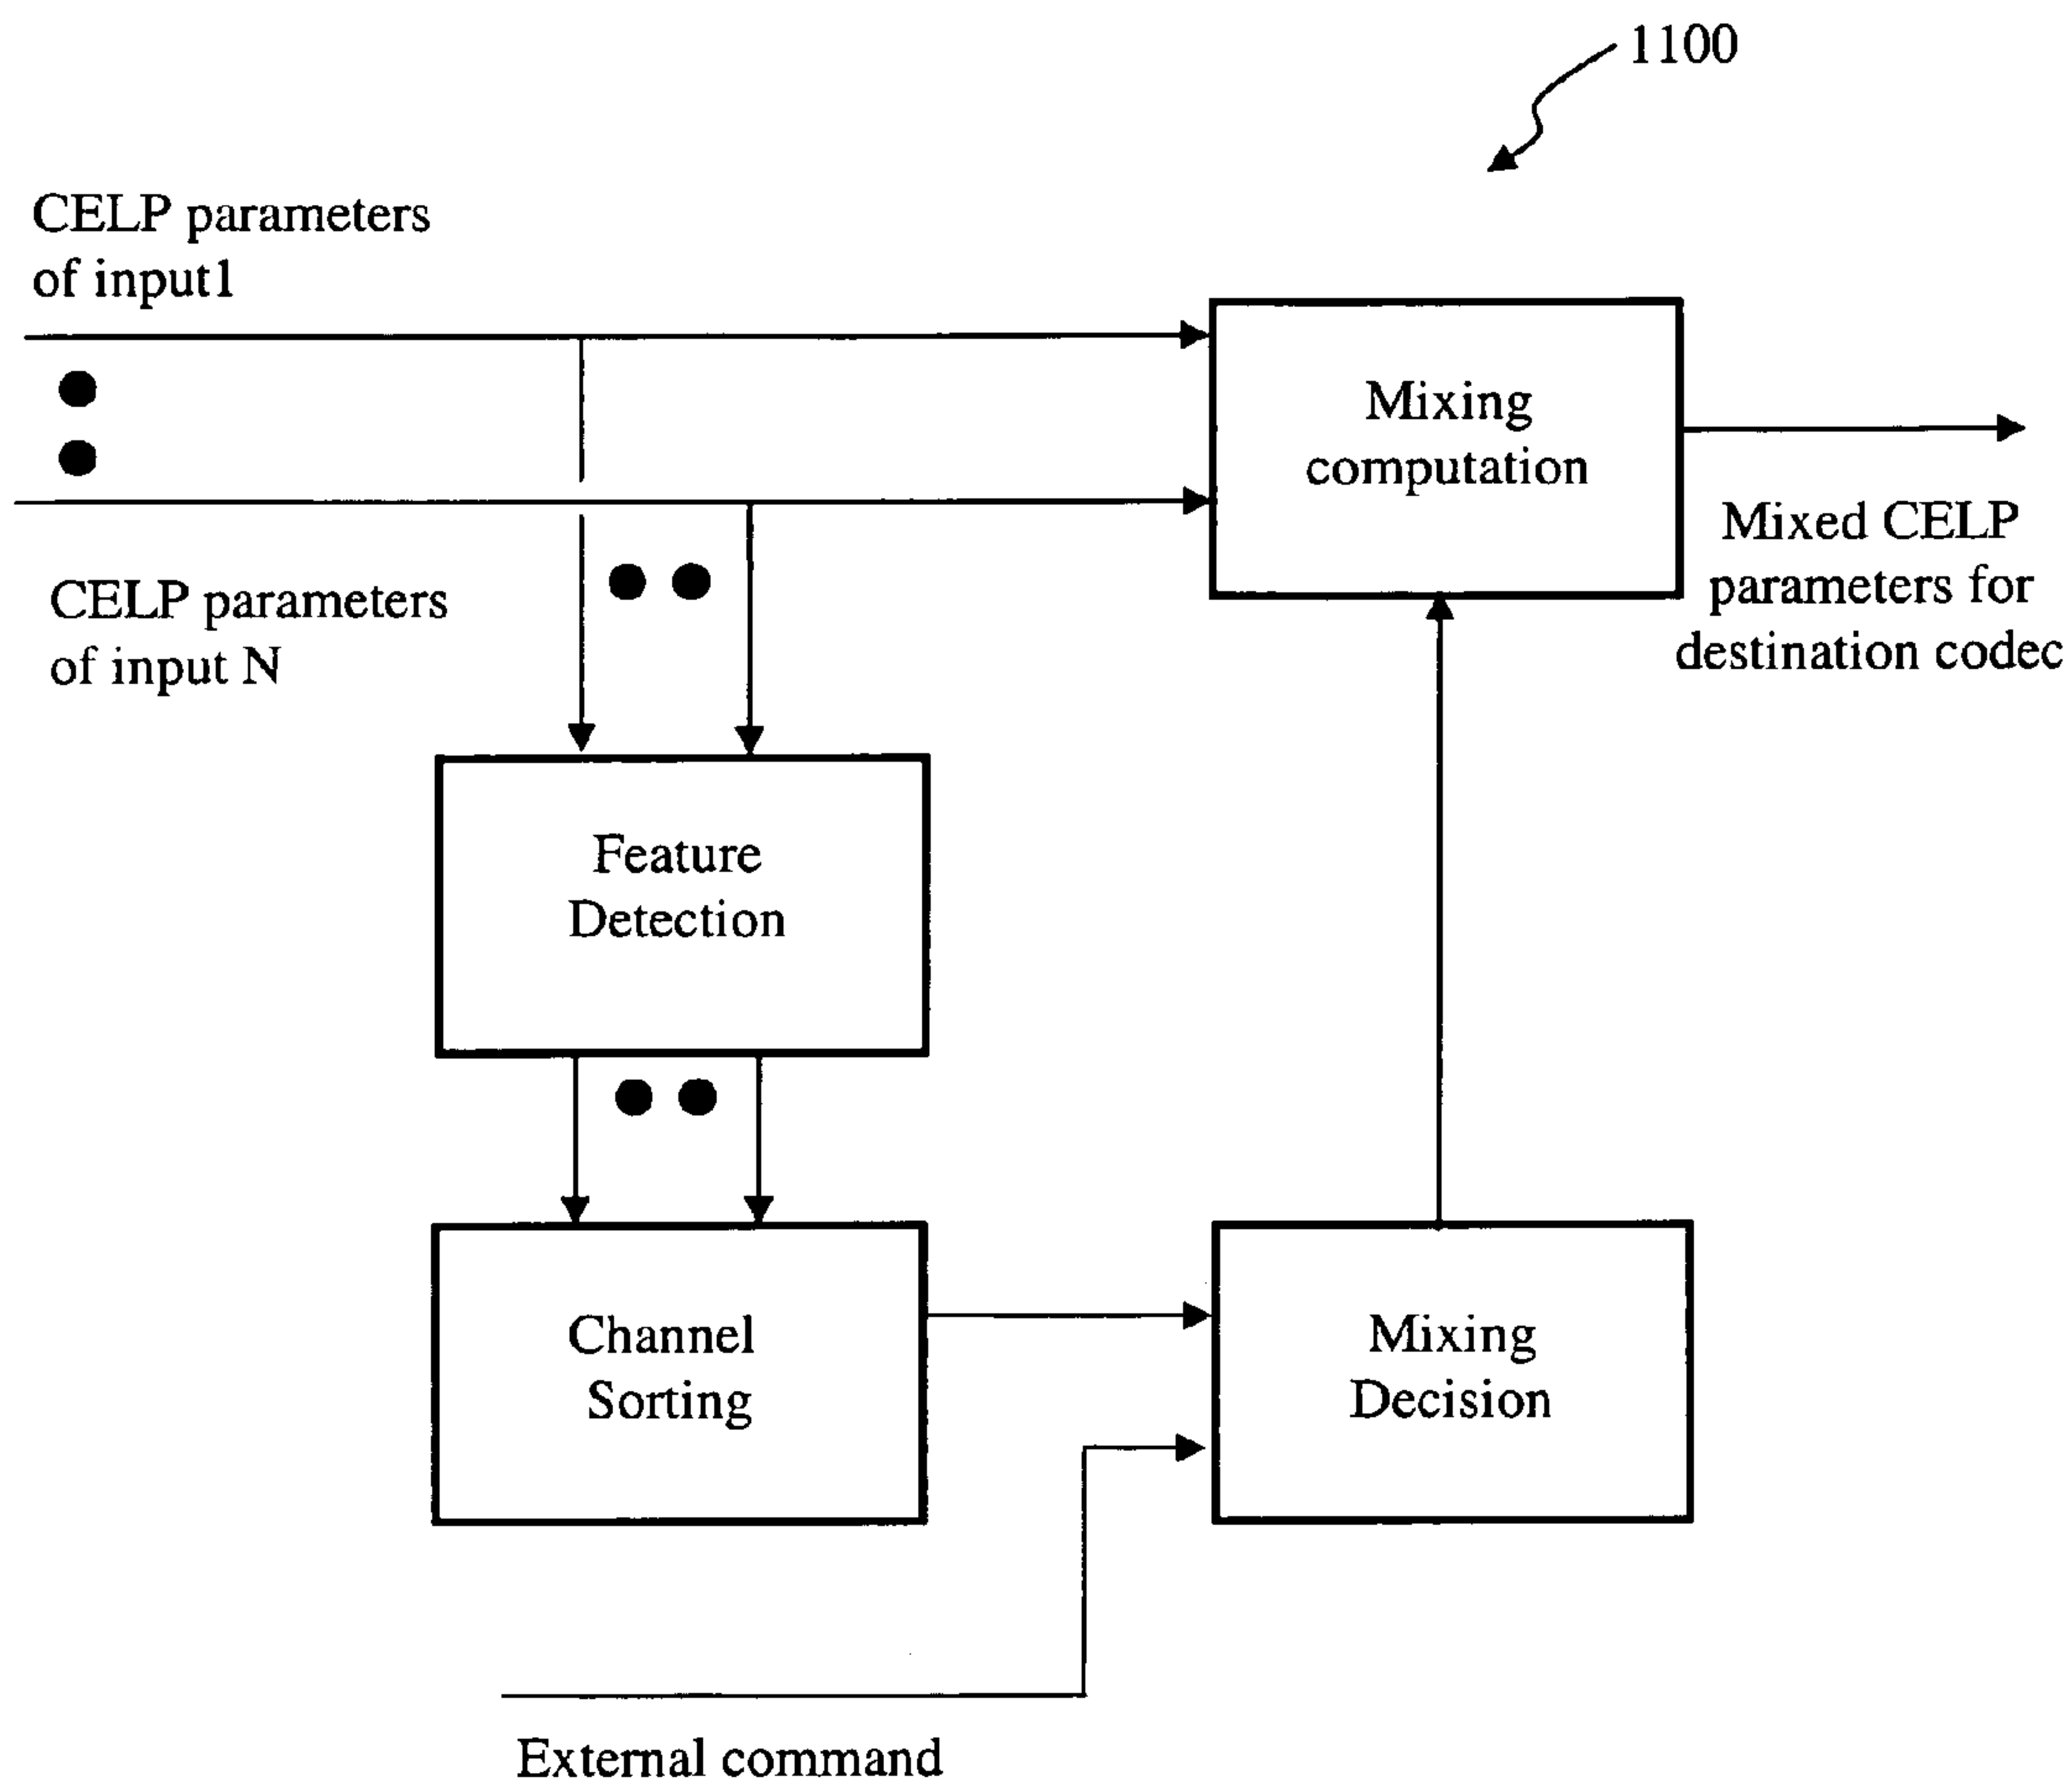 1100
CELP parameters
of input1
Mixing
computation
Mixed CELP
parameters for
destination codec
CELP parameters
of input N
Feature
Detection
Channel
Sorting
Mixing
Decision
External command